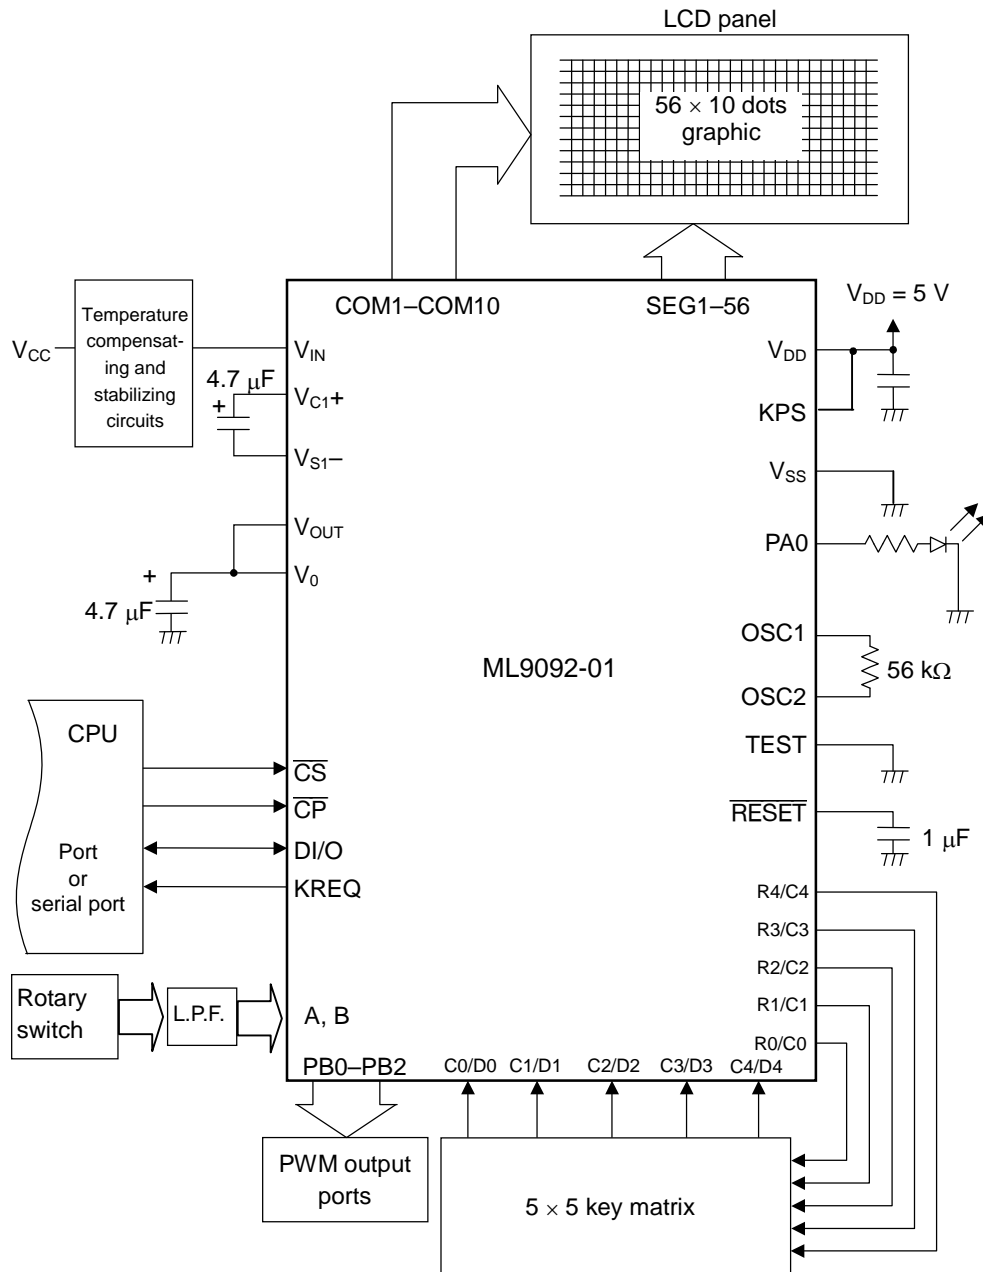 LCD panel
56 × 10 dots
graphic
COM1–COM10
SEG1–56
V_DD = 5 V
V_CC
Temperature
compensat-
ing and
stabilizing
circuits
V_IN
V_DD
4.7 μF
+
V_C1+
KPS
V_S1–
V_SS
V_OUT
PA0
+
V_0
4.7 μF
OSC1
ML9092-01
56 kΩ
OSC2
CPU
TEST
C̅S̅
C̅P̅
R̅E̅S̅E̅T̅
1 μF
Port
or
serial port
DI/O
KREQ
R4/C4
R3/C3
R2/C2
R1/C1
R0/C0
Rotary
switch
L.P.F.
A, B
PB0–PB2
C0/D0
C1/D1
C2/D2
C3/D3
C4/D4
PWM output
ports
5 × 5 key matrix